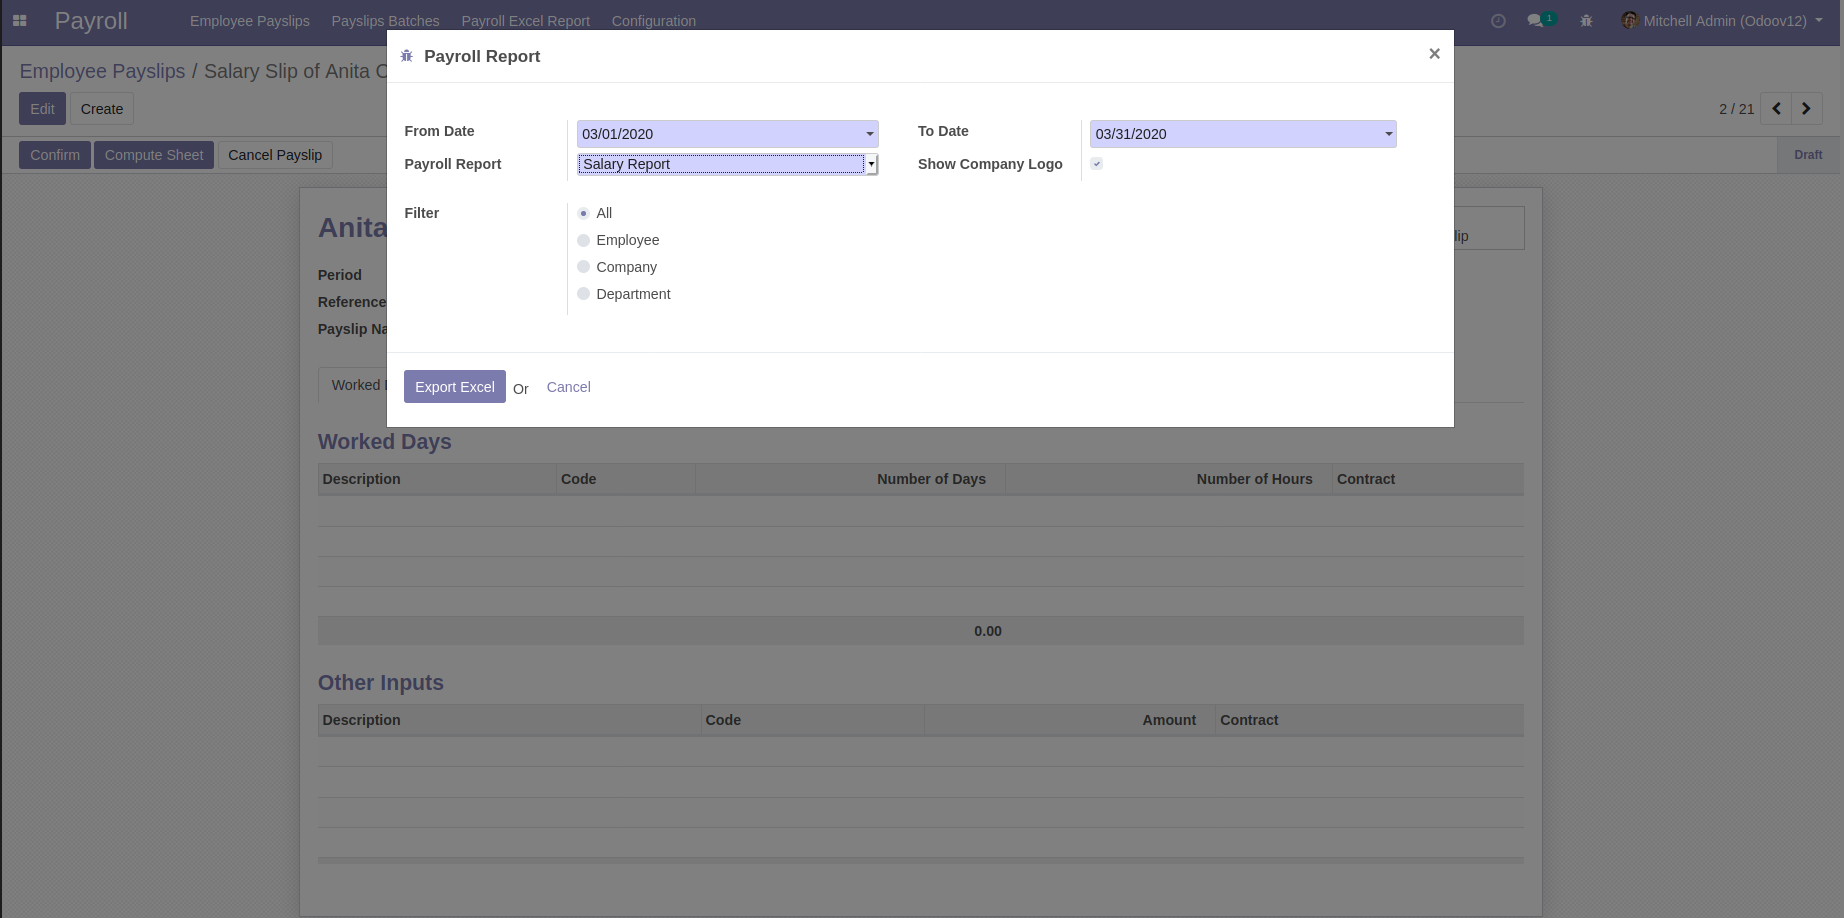 Payroll Employee Payslips Payslips Batches Payroll Excel Report Configuration 1 Mitchell Admin (Odoov12)
Employee Payslips / Salary Slip of Anita
Edit Create 2 / 21
Confirm Compute Sheet Cancel Payslip Draft
Payroll Report ×
From Date 03/01/2020 To Date 03/31/2020
Payroll Report Salary Report Show Company Logo
Filter All
Employee
Company
Department
Export Excel Or Cancel
Anita
Period
Reference
Payslip
Worked
Worked Days
Description Code Number of Days Number of Hours Contract
0.00
Other Inputs
Description Code Amount Contract